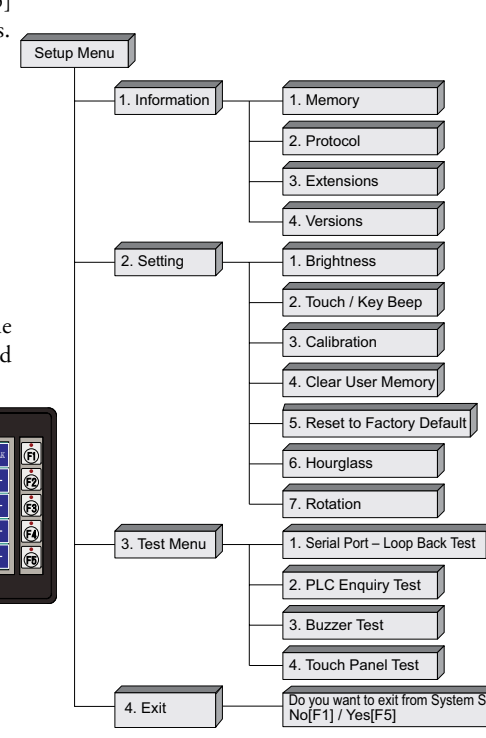 s.
Setup Menu
1. Information
1. Memory
2. Protocol
3. Extensions
4. Versions
2. Setting
1. Brightness
2. Touch / Key Beep
3. Calibration
4. Clear User Memory
5. Reset to Factory Default
6. Hourglass
7. Rotation
3. Test Menu
1. Serial Port – Loop Back Test
2. PLC Enquiry Test
3. Buzzer Test
4. Touch Panel Test
4. Exit
Do you want to exit from System S
No[F1] / Yes[F5]
F1
F2
F3
F4
F5